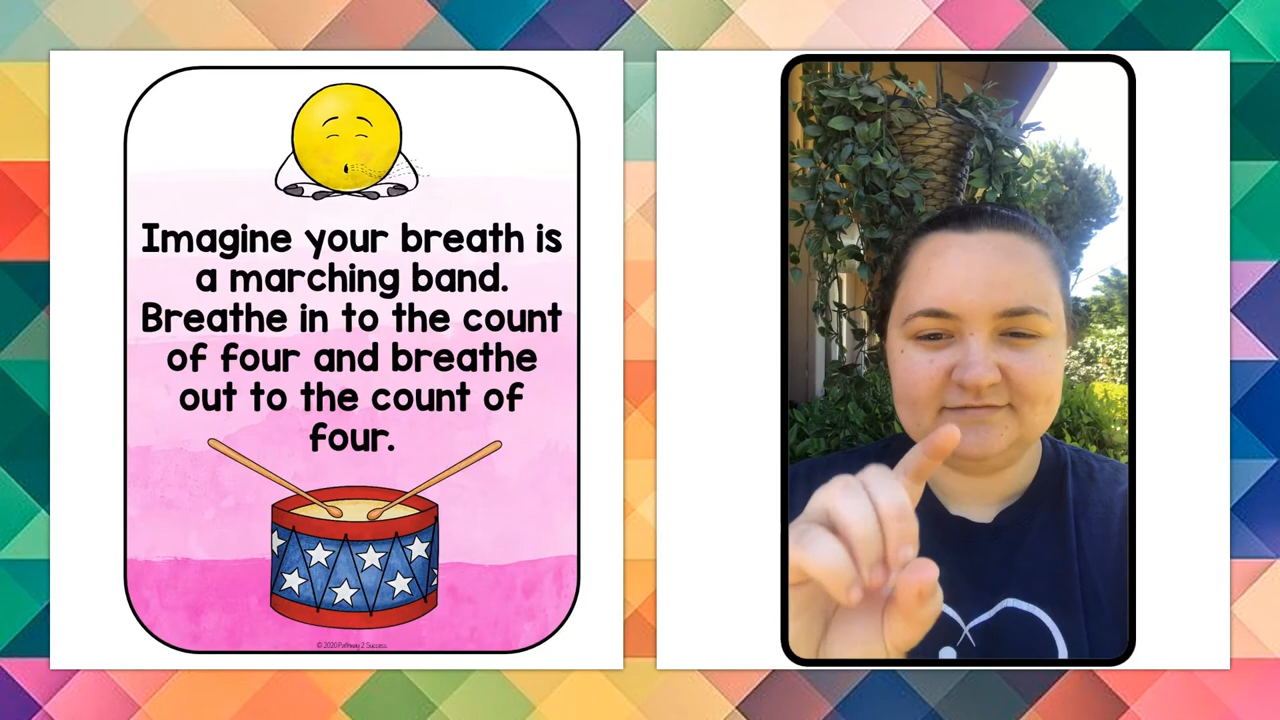 Imagine your breath is
a marching band.
Breathe in to the count
of four and breathe
out to the count of
four.
© 2020 Pathway 2 Success